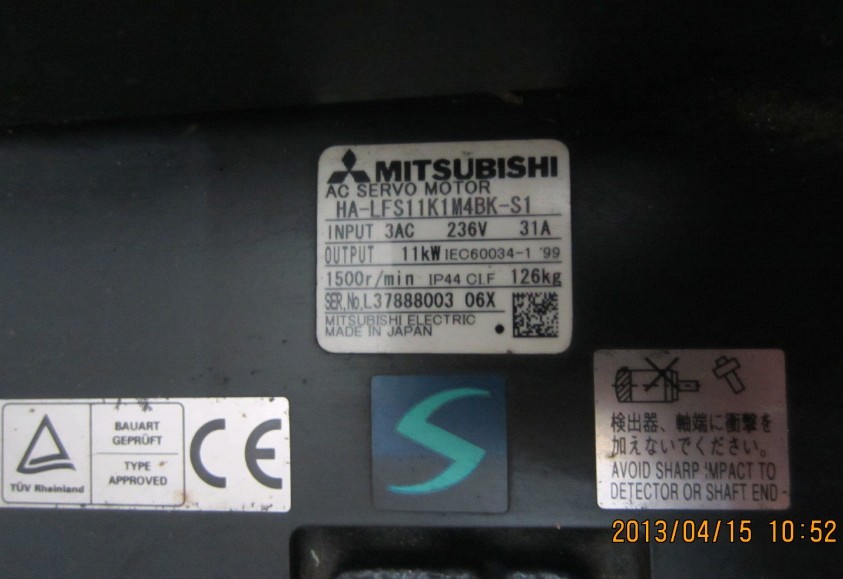 MITSUBISHI
AC SERVO MOTOR
HA-LFS11K1M4BK-S1
INPUT 3AC 236V 31A
OUTPUT 11kW IEC60034-1 '99
1500r/min IP44 Cl.F 126kg
SER.No.L37888003 06X
MITSUBISHI ELECTRIC
MADE IN JAPAN
TÜV Rheinland
BAUART
GEPRÜFT
TYPE
APPROVED
CE
検出器、軸端に衝撃を
加えないでください。
AVOID SHARP IMPACT TO
DETECTOR OR SHAFT END
2013/04/15 10:52